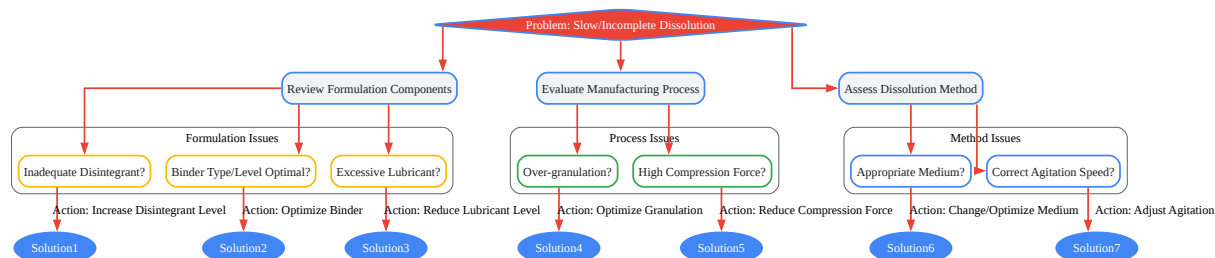 Problem: Slow/Incomplete Dissolution
Review Formulation Components
Evaluate Manufacturing Process
Assess Dissolution Method
Formulation Issues
Process Issues
Method Issues
Inadequate Disintegrant?
Binder Type/Level Optimal?
Excessive Lubricant?
Over-granulation?
High Compression Force?
Appropriate Medium?
Correct Agitation Speed?
Action: Increase Disintegrant Level
Action: Optimize Binder
Action: Reduce Lubricant Level
Action: Optimize Granulation
Action: Reduce Compression Force
Action: Change/Optimize Medium
Action: Adjust Agitation
Solution1
Solution2
Solution3
Solution4
Solution5
Solution6
Solution7